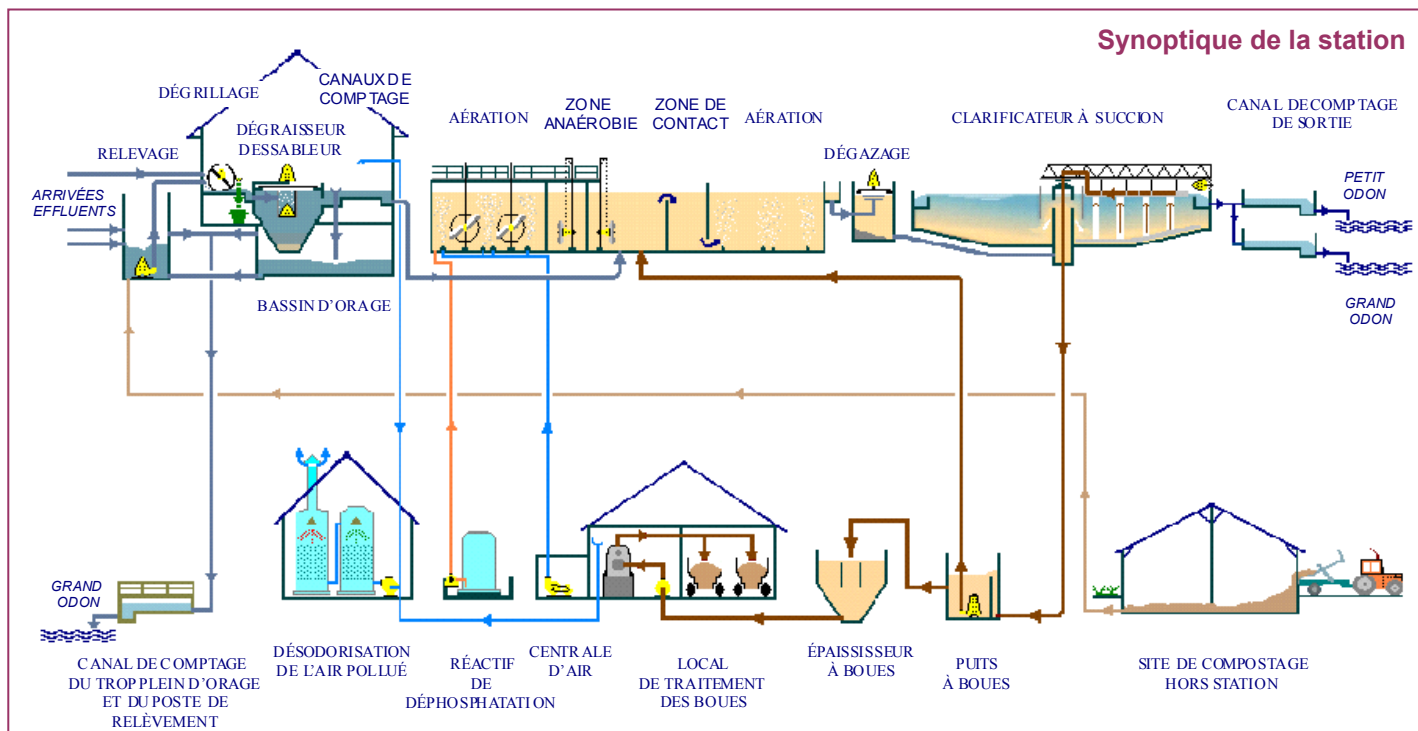 Synoptique de la station
DÉGRILLAGE
CANAUX DE
COMPTAGE
DÉGRAISSEUR
DESSABLEUR
RELEVAGE
ARRIVÉES
EFFLUENTS
BASSIN D'ORAGE
AÉRATION
ZONE
ANAÉROBIE
ZONE DE
CONTACT
AÉRATION
DÉGAZAGE
CLARIFICATEUR À SUCCION
CANAL DE COMPTAGE
DE SORTIE
PETIT
ODON
GRAND
ODON
GRAND
ODON
CANAL DE COMPTAGE
DU TROP PLEIN D'ORAGE
ET DU POSTE DE
RELÈVEMENT
DÉSODORISATION
DE L'AIR POLLUÉ
RÉACTIF
DE
DÉPHOSPHATATION
CENTRALE
D'AIR
LOCAL
DE TRAITEMENT
DES BOUES
ÉPAISSISSEUR
À BOUES
PUITS
À BOUES
SITE DE COMPOSTAGE
HORS STATION